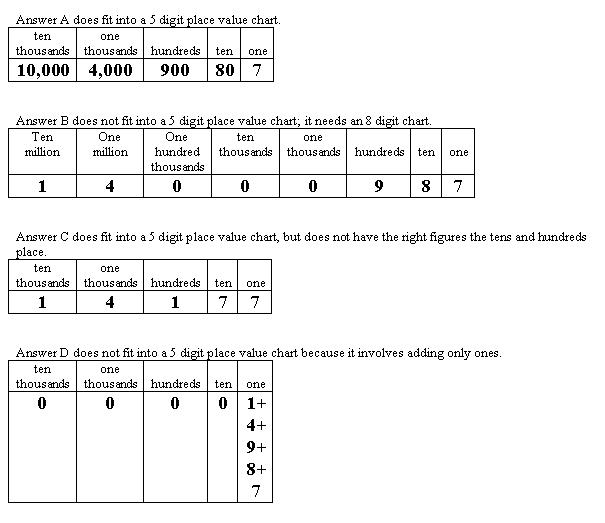 Answer A does fit into a 5 digit place value chart.
ten one
thousands thousands hundreds ten one
10,000 4,000 900 80 7
Answer B does not fit into a 5 digit place value chart; it needs an 8 digit chart.
Ten One One ten one
million million hundred thousands thousands hundreds ten one
thousands
1 4 0 0 0 9 8 7
Answer C does fit into a 5 digit place value chart, but does not have the right figures the tens and hundreds
place.
ten one
thousands thousands hundreds ten one
1 4 1 7 7
Answer D does not fit into a 5 digit place value chart because it involves adding only ones.
ten one
thousands thousands hundreds ten one
0 0 0 0 1+
4+
9+
8+
7